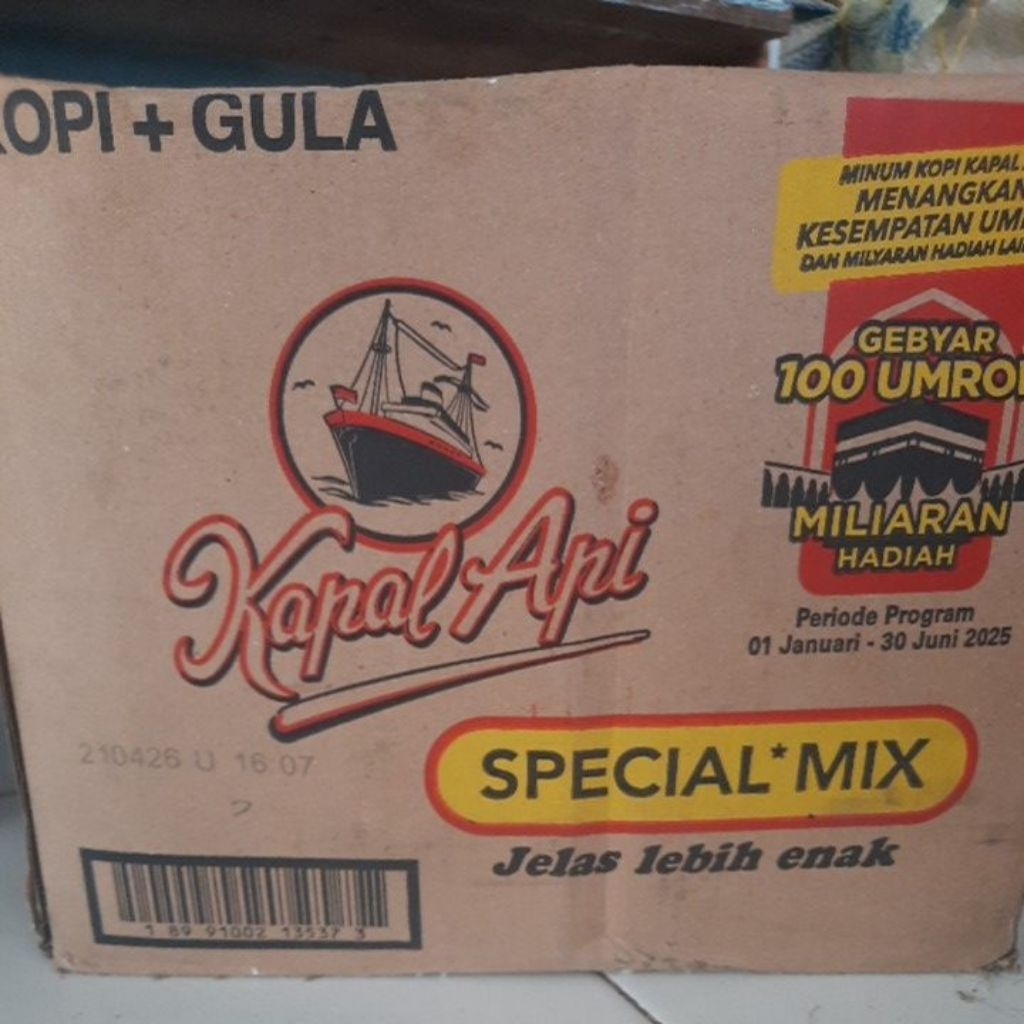 OPI + GULA
MINUM KOPI KAPAL
MENANGKAN
KESEMPATAN UM
DAN MILYARAN HADIAH LAI
GEBYAR
100 UMRO
MILIARAN
HADIAH
Periode Program
01 Januari - 30 Juni 2025
Kapal Api
SPECIAL*MIX
Jelas lebih enak
210426 U 16 07
1 89 91002 13537 3